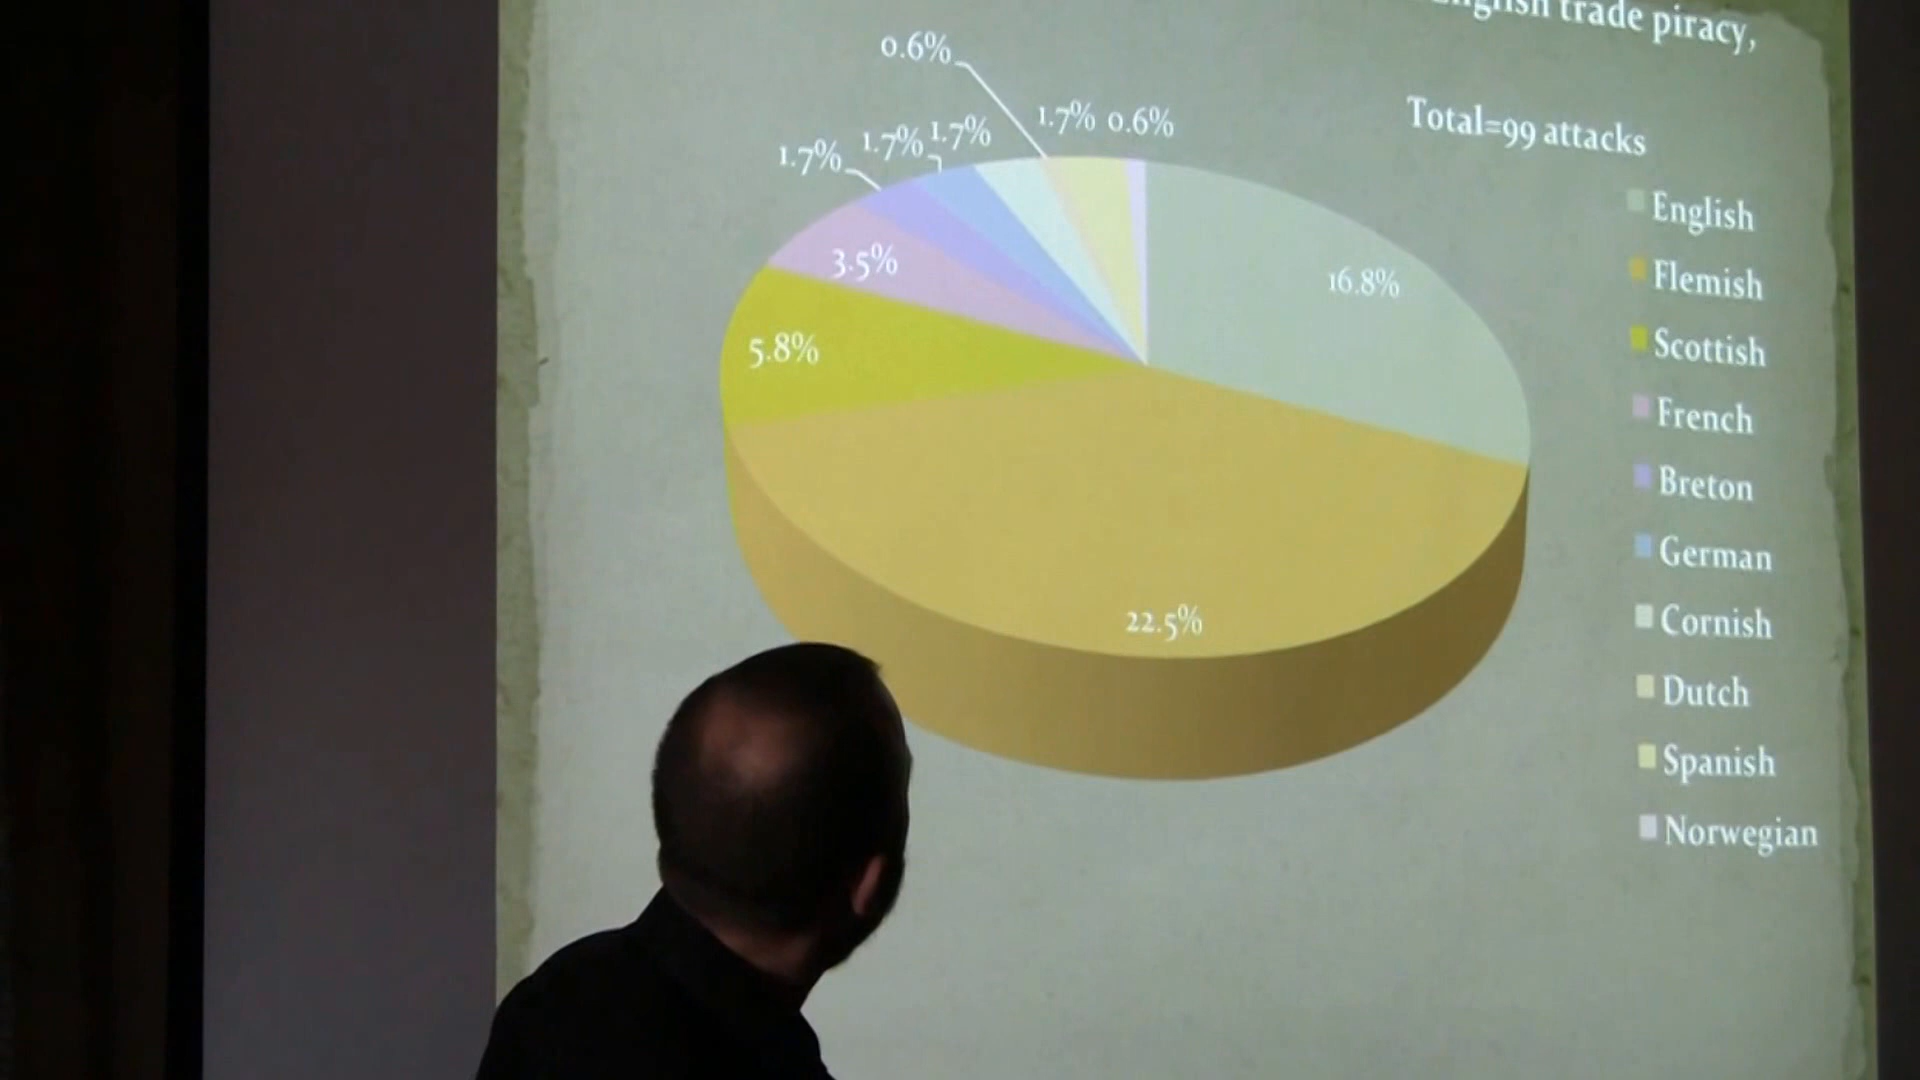 English trade piracy,
Total=99 attacks
0.6%
1.7%
1.7%
1.7%
1.7%
0.6%
3.5%
5.8%
16.8%
22.5%
English
Flemish
Scottish
French
Breton
German
Cornish
Dutch
Spanish
Norwegian